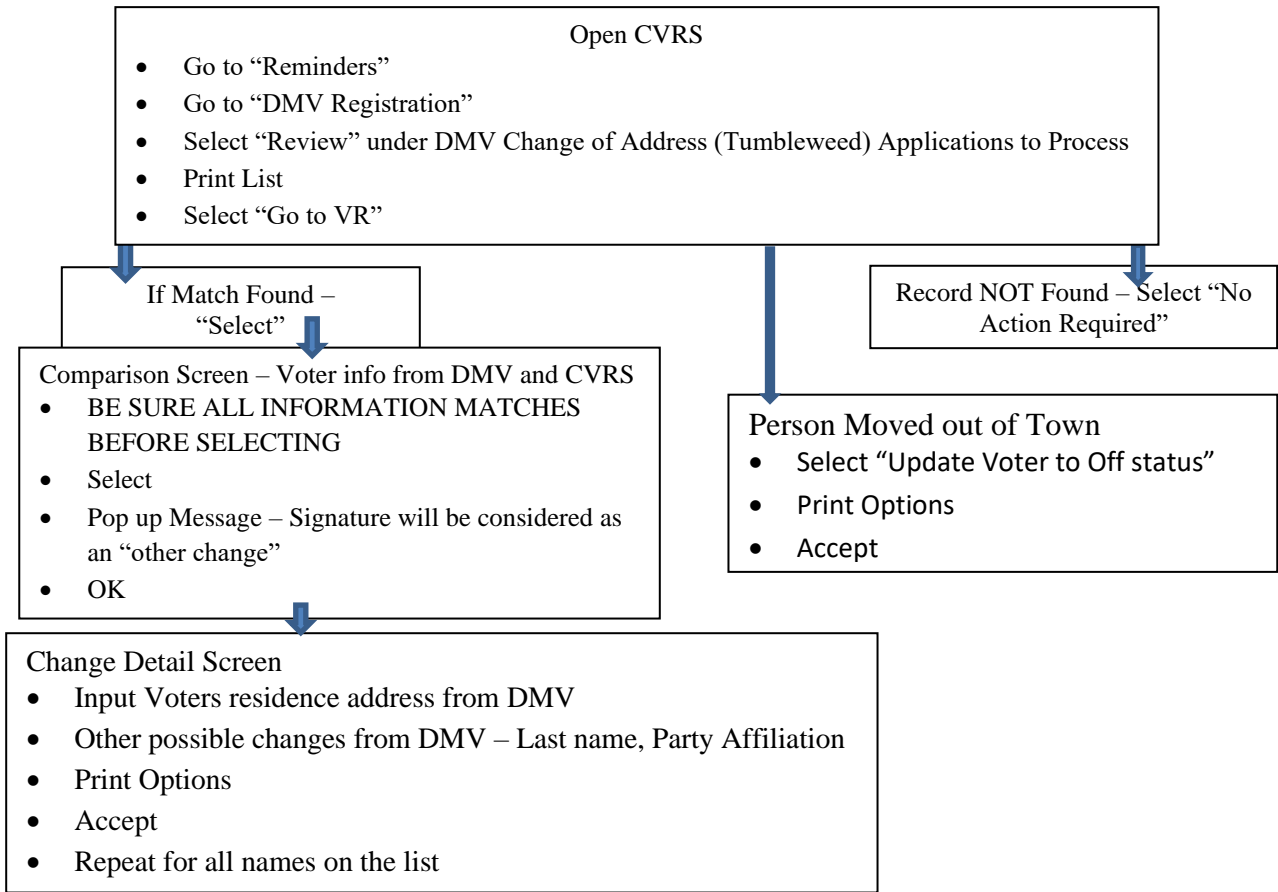 Open CVRS
• Go to “Reminders”
• Go to “DMV Registration”
• Select “Review” under DMV Change of Address (Tumbleweed) Applications to Process
• Print List
• Select “Go to VR”
If Match Found –
“Select”
Record NOT Found – Select “No
Action Required”
Comparison Screen – Voter info from DMV and CVRS
• BE SURE ALL INFORMATION MATCHES
BEFORE SELECTING
• Select
• Pop up Message – Signature will be considered as
an “other change”
• OK
Person Moved out of Town
• Select “Update Voter to Off status”
• Print Options
• Accept
Change Detail Screen
• Input Voters residence address from DMV
• Other possible changes from DMV – Last name, Party Affiliation
• Print Options
• Accept
• Repeat for all names on the list